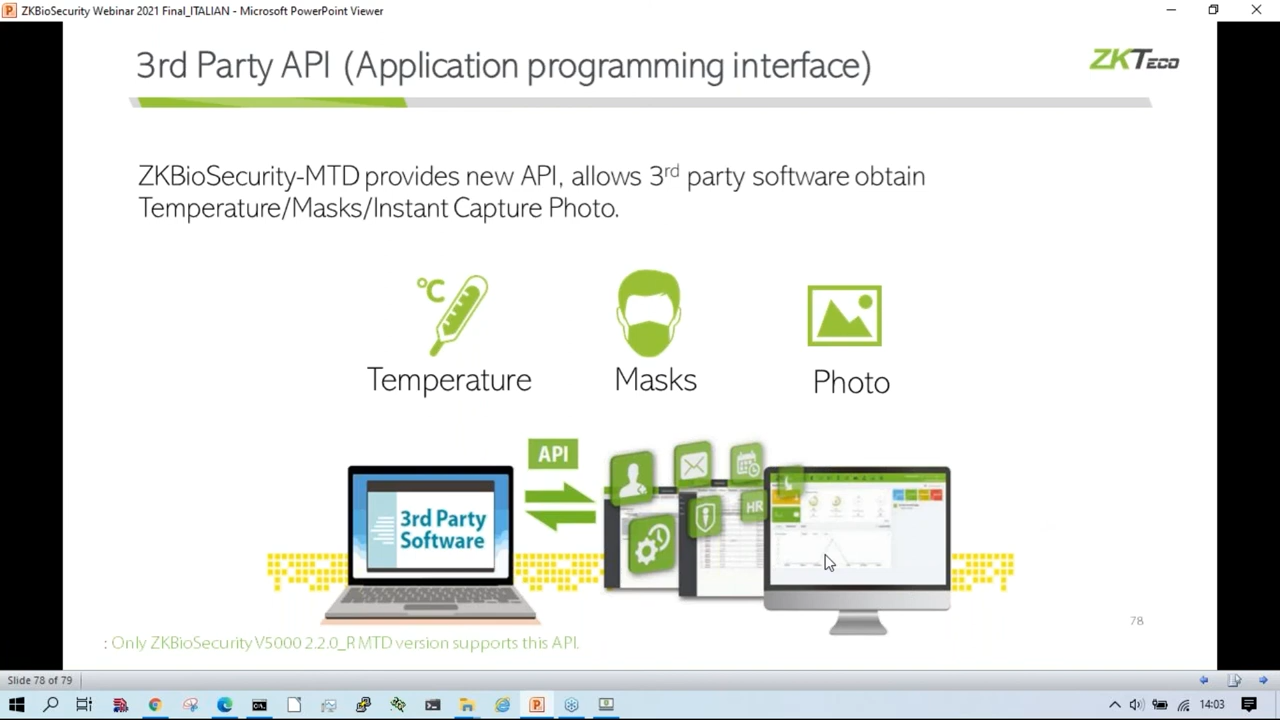 ZKBioSecurity Webinar 2021 Final_ITALIAN - Microsoft PowerPoint Viewer
3rd Party API (Application programming interface)
ZKTECO
ZKBioSecurity-MTD provides new API, allows 3rd party software obtain
Temperature/Masks/Instant Capture Photo.
°C
Temperature
Masks
Photo
API
3rd Party
Software
HR
78
: Only ZKBioSecurity V5000 2.2.0_R MTD version supports this API.
Slide 78 of 79
14:03